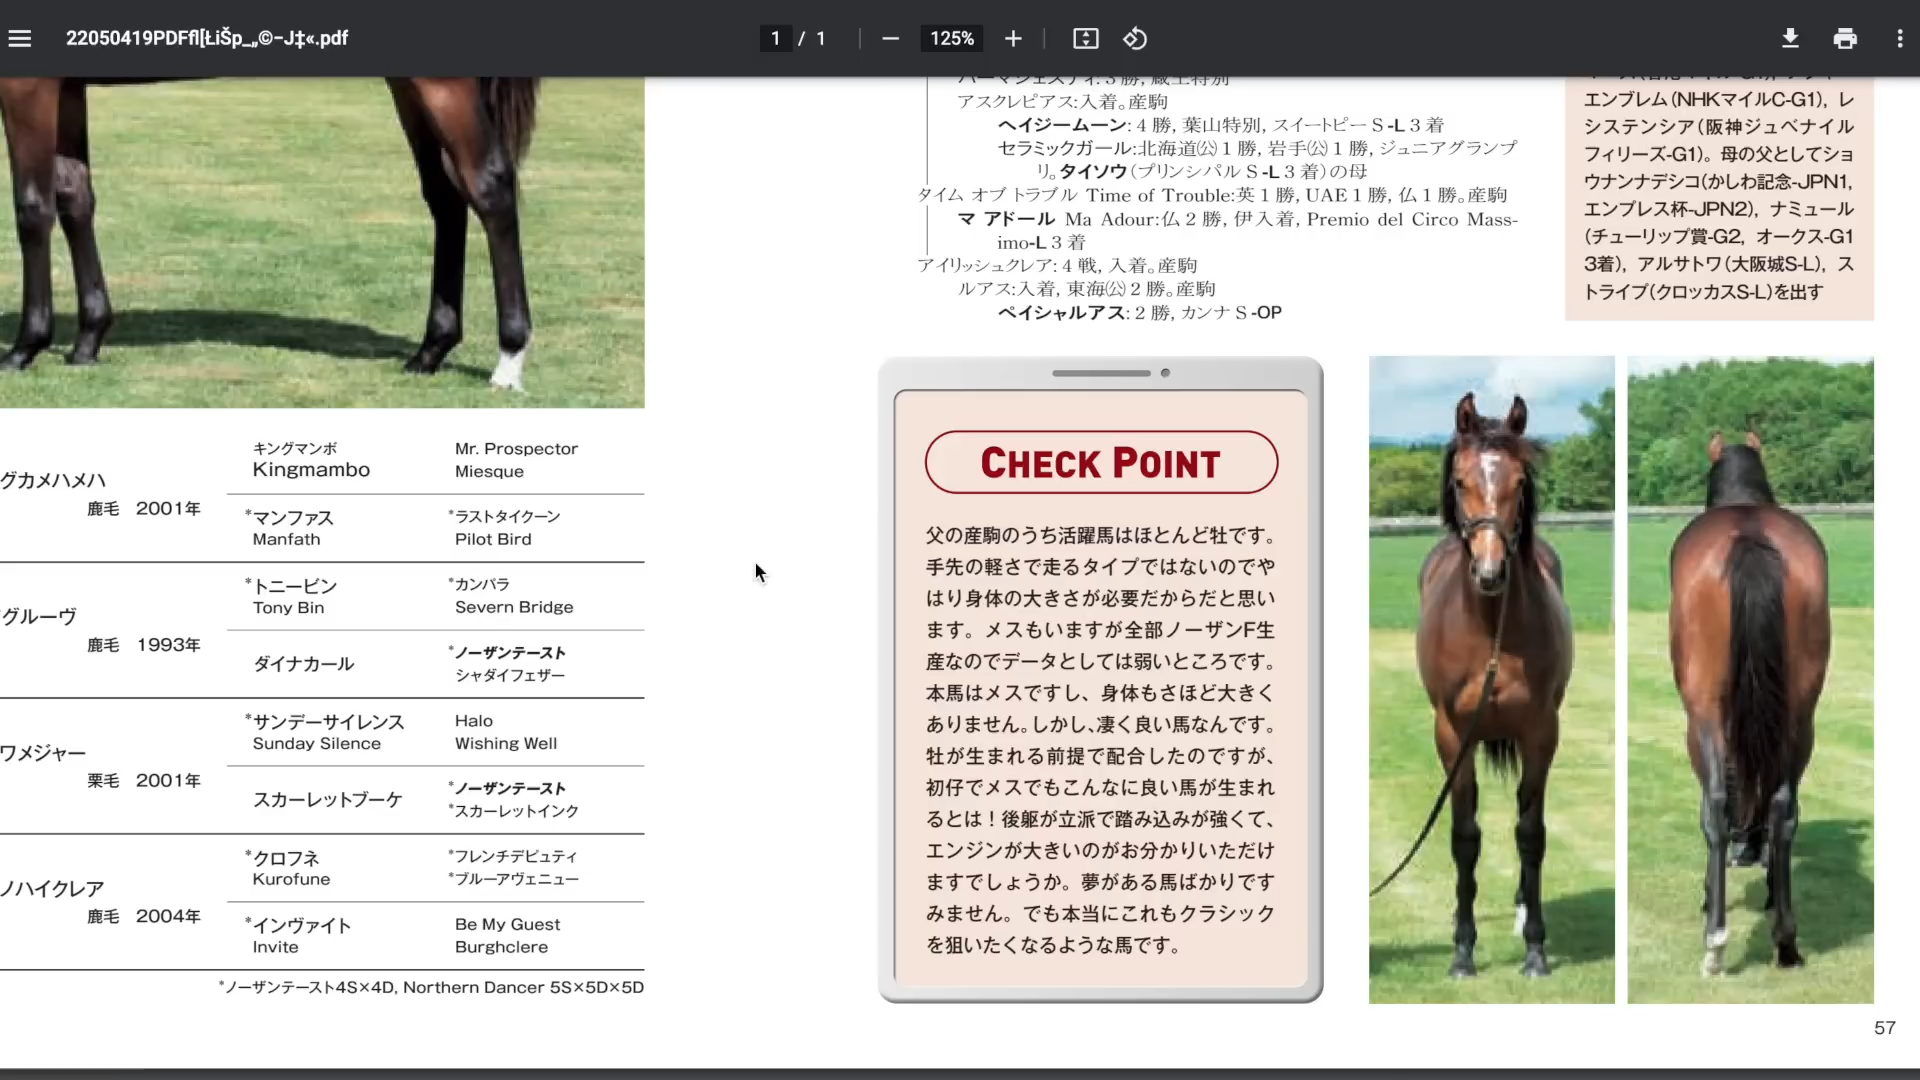 22050419PDFfl[ŁiŠp_„©−J‡«.pdf
1 / 1
125%
アスクレピアス:入着。産駒
ヘイジームーン: 4 勝, 葉山特別, スイートピー S -L 3 着
セラミックガール:北海道㈳ 1 勝, 岩手㈳ 1 勝, ジュニアグランプ
リ。タイソウ(プリンシパル S -L 3 着)の母
タイム オブ トラブル Time of Trouble:英 1 勝, UAE 1 勝, 仏 1 勝。産駒
マ アドール Ma Adour:仏 2 勝, 伊入着, Premio del Circo Mass-
imo-L 3 着
アイリッシュクレア: 4 戦, 入着。産駒
ルアス:入着, 東海㈳ 2 勝。産駒
ペイシャルアス: 2 勝, カンナ S -OP
エンブレム(NHKマイルC-G1)，レ
システンシア(阪神ジュベナイル
フィリーズ-G1)。母の父としてショ
ウナンナデシコ(かしわ記念-JPN1,
エンプレス杯-JPN2)，ナミュール
(チューリップ賞-G2，オークス-G1
3着)，アルサトワ(大阪城S-L)，ス
トライプ(クロッカスS-L)を出す
グカメハメハ
鹿毛 2001年
キングマンボ
Kingmambo
Mr. Prospector
Miesque
*マンファス
Manfath
*ラストタイクーン
Pilot Bird
グルーヴ
鹿毛 1993年
*トニービン
Tony Bin
*カンパラ
Severn Bridge
ダイナカール
*ノーザンテースト
シャダイフェザー
ワメジャー
栗毛 2001年
*サンデーサイレンス
Sunday Silence
Halo
Wishing Well
スカーレットブーケ
*ノーザンテースト
*スカーレットインク
ノハイクレア
鹿毛 2004年
*クロフネ
Kurofune
*フレンチデピュティ
*ブルーアヴェニュー
*インヴァイト
Invite
Be My Guest
Burghclere
*ノーザンテースト4S×4D, Northern Dancer 5S×5D×5D
CHECK POINT
父の産駒のうち活躍馬はほとんど牡です。
手先の軽さで走るタイプではないのでや
はり身体の大きさが必要だからだと思い
ます。メスもいますが全部ノーザンF生
産なのでデータとしては弱いところです。
本馬はメスですし、身体もさほど大きく
ありません。しかし、凄く良い馬なんです。
牡が生まれる前提で配合したのですが、
初仔でメスでもこんなに良い馬が生まれ
るとは！後躯が立派で踏み込みが強くて、
エンジンが大きいのがお分かりいただけ
ますでしょうか。夢がある馬ばかりです
みません。でも本当にこれもクラシック
を狙いたくなるような馬です。
57